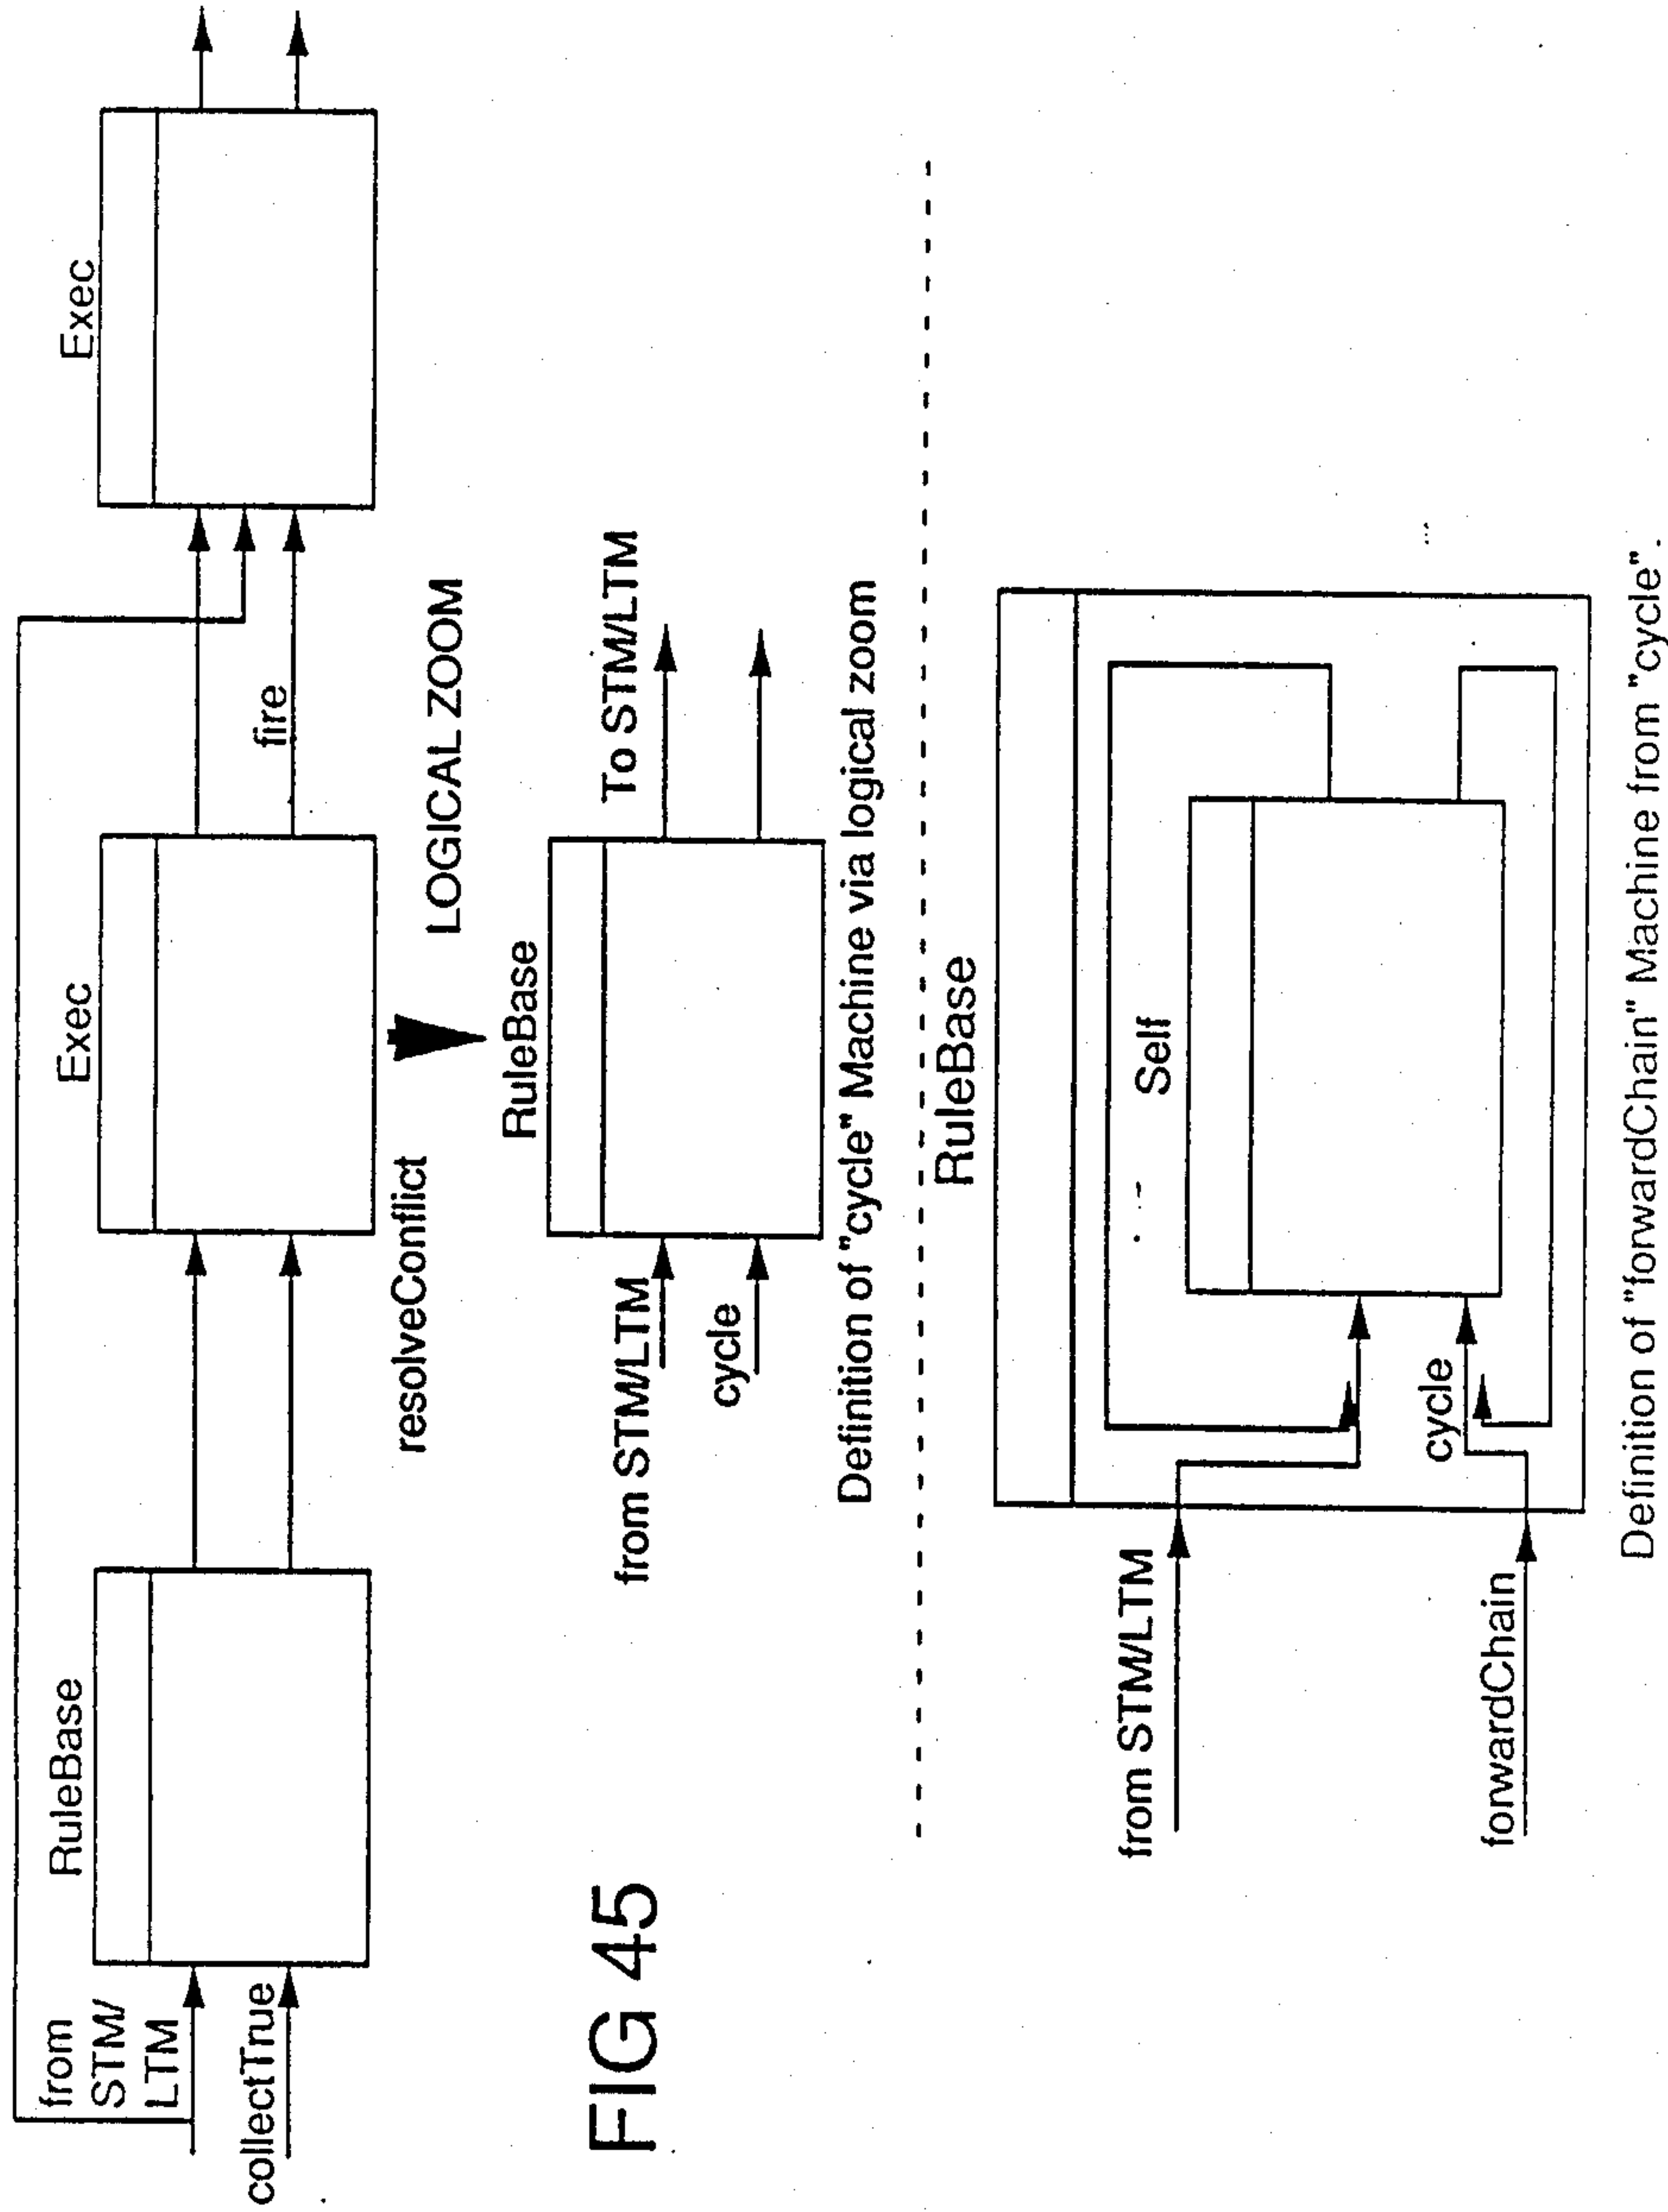 from
STM/
LTM
collectTrue
RuleBase
Exec
resolveConflict
fire
Exec
LOGICAL ZOOM
FIG 45
RuleBase
from STM/LTM
cycle
To STM/LTM
Definition of "cycle" Machine via logical zoom
RuleBase
from STM/LTM
forwardChain
Self
cycle
Definition of "forwardChain" Machine from "cycle".